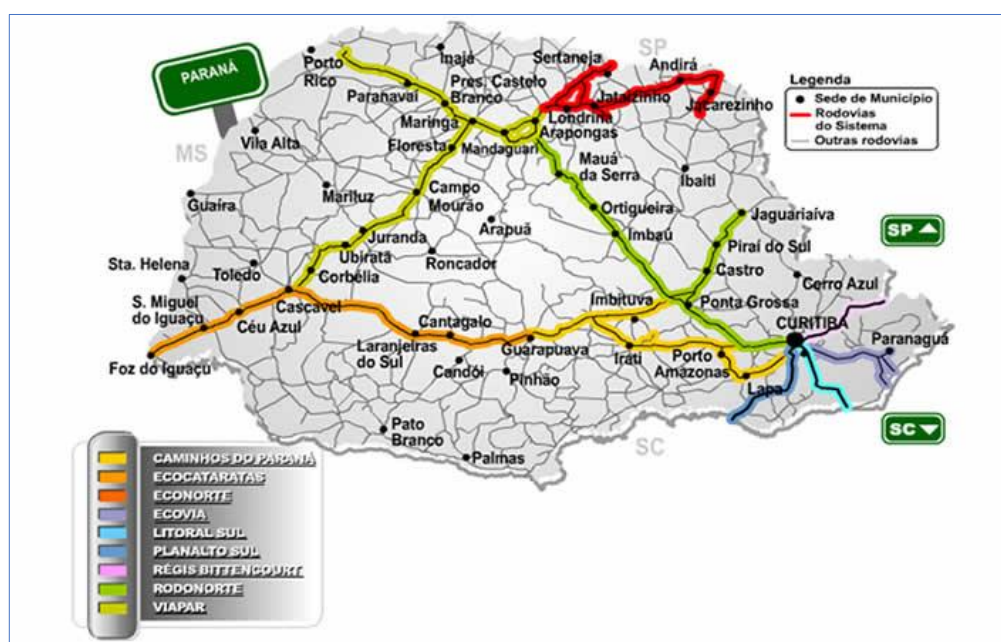 PARANÁ
MS
SP
SC
Porto
Rico
Inajá
Sertaneja
Andirá
Paranavaí
Pres. Castelo
Branco
Jataizinho
Jacarezinho
Londrina
Arapongas
Maringa
Floresta
Mandaguari
Vila Alta
Mauá
da Serra
Ibaiti
Guaíra
Mariluz
Campo
Mourão
Ortigueira
Jaguariaíva
Arapuã
Imbaú
Juranda
Piraí do Sul
Ubiratã
Roncador
Sta. Helena
Toledo
Corbélia
Castro
Cerro Azul
S. Miguel
do Iguaçu
Céu Azul
Cascavel
Imbituva
Ponta Grossa
CURITIBA
Cantagalo
Laranjeiras
do Sul
Guarapuava
Irati
Porto
Amazonas
Paranaguá
Foz do Iguaçu
Candói
Pinhão
Lapa
Pato
Branco
Palmas
Legenda
Sede de Município
Rodovias
do Sistema
Outras rodovias
SP
SC
CAMINHOS DO PARANÁ
ECOCATARATAS
ECONORTE
ECOVIA
LITORAL SUL
PLANALTO SUL
RÉGIS BITTENCOURT
RODONORTE
VIAPAR